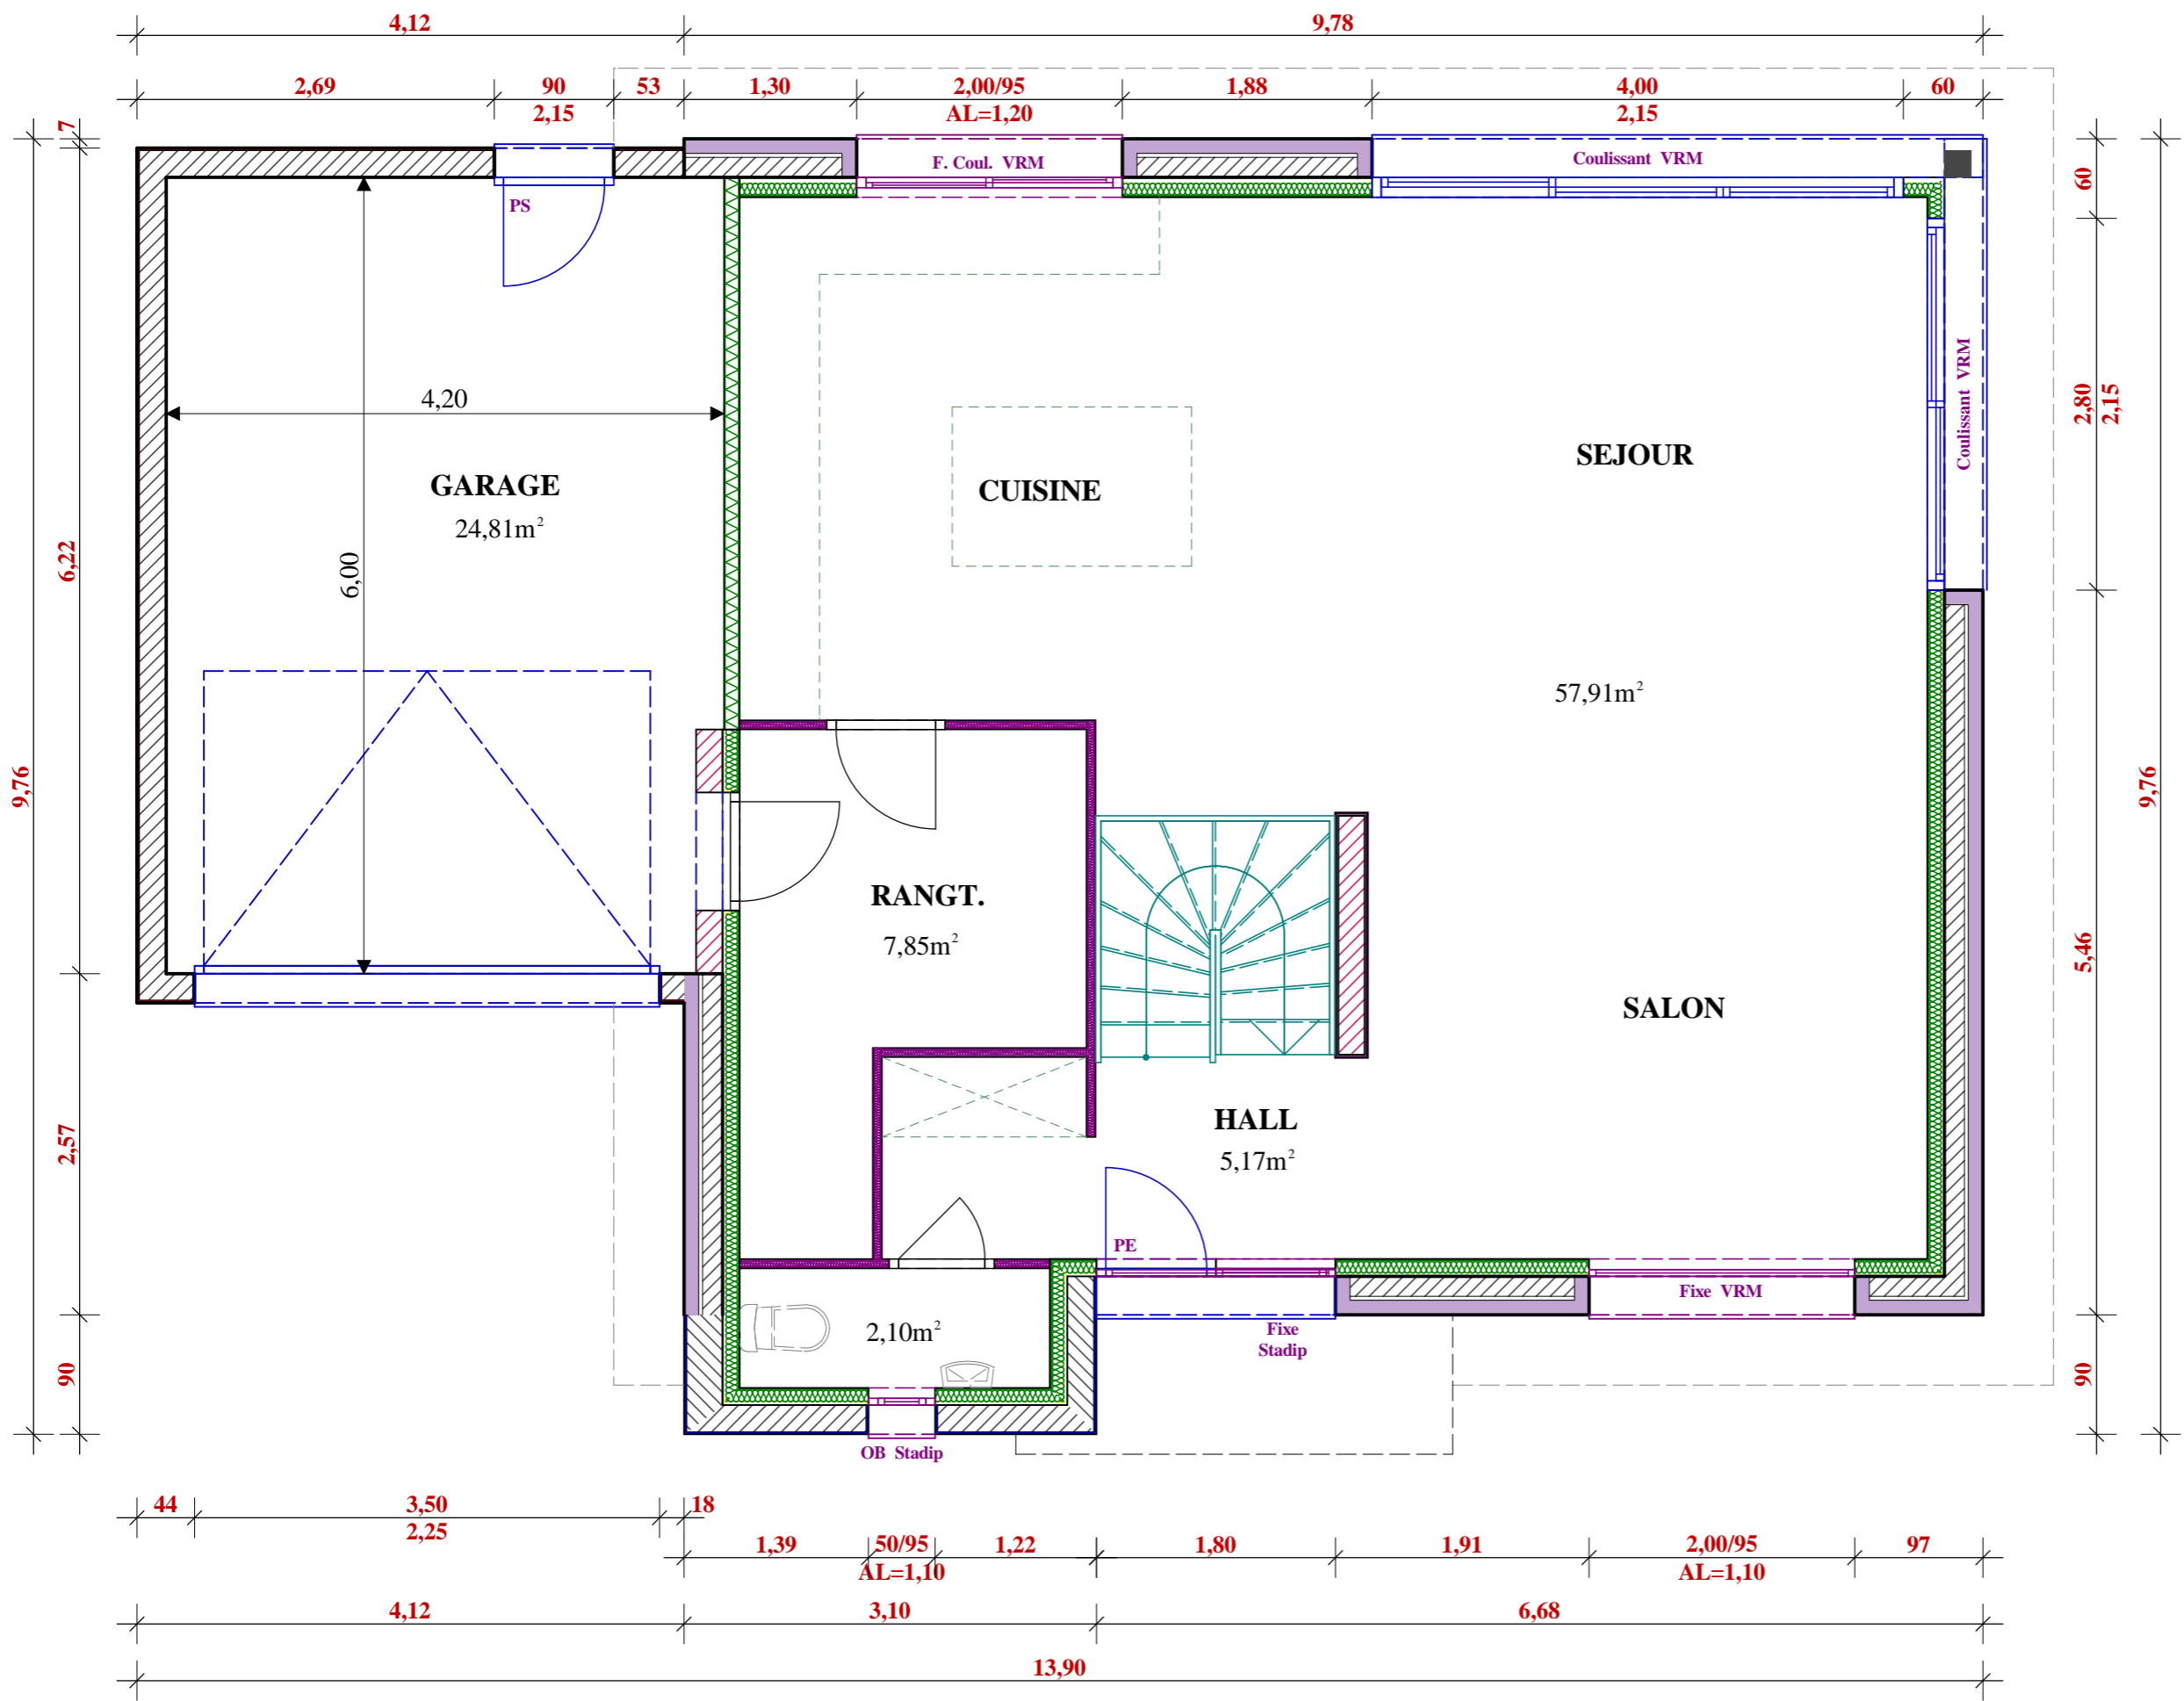 4,12
9,78
2,69
90
53
1,30
2,00/95
1,88
4,00
60
2,15
AL=1,20
2,15
7
F. Coul. VRM
Coulissant VRM
PS
60
4,20
Coulissant VRM
2,80
2,15
SEJOUR
GARAGE
24,81m²
CUISINE
6,22
6,00
57,91m²
9,76
9,76
RANGT.
7,85m²
5,46
SALON
2,57
HALL
5,17m²
PE
Fixe VRM
2,10m²
Fixe
Stadip
90
90
OB Stadip
44
3,50
18
2,25
1,39
50/95
1,22
1,80
1,91
2,00/95
97
AL=1,10
AL=1,10
4,12
3,10
6,68
13,90